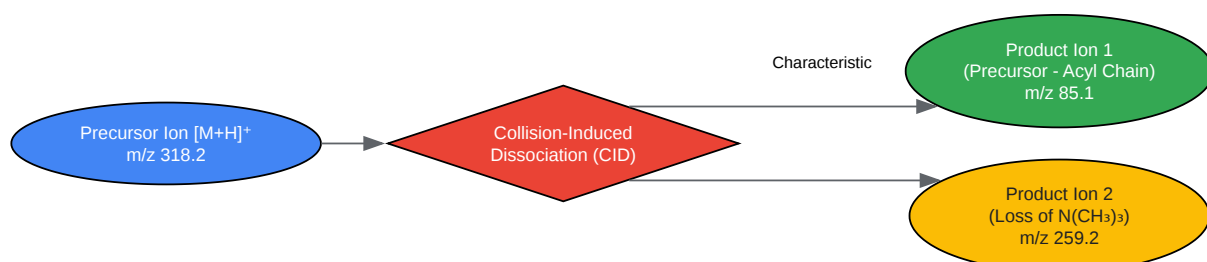 Precursor Ion [M+H]⁺
m/z 318.2
Collision-Induced
Dissociation (CID)
Characteristic
Product Ion 1
(Precursor - Acyl Chain)
m/z 85.1
Product Ion 2
(Loss of N(CH₃)₃)
m/z 259.2